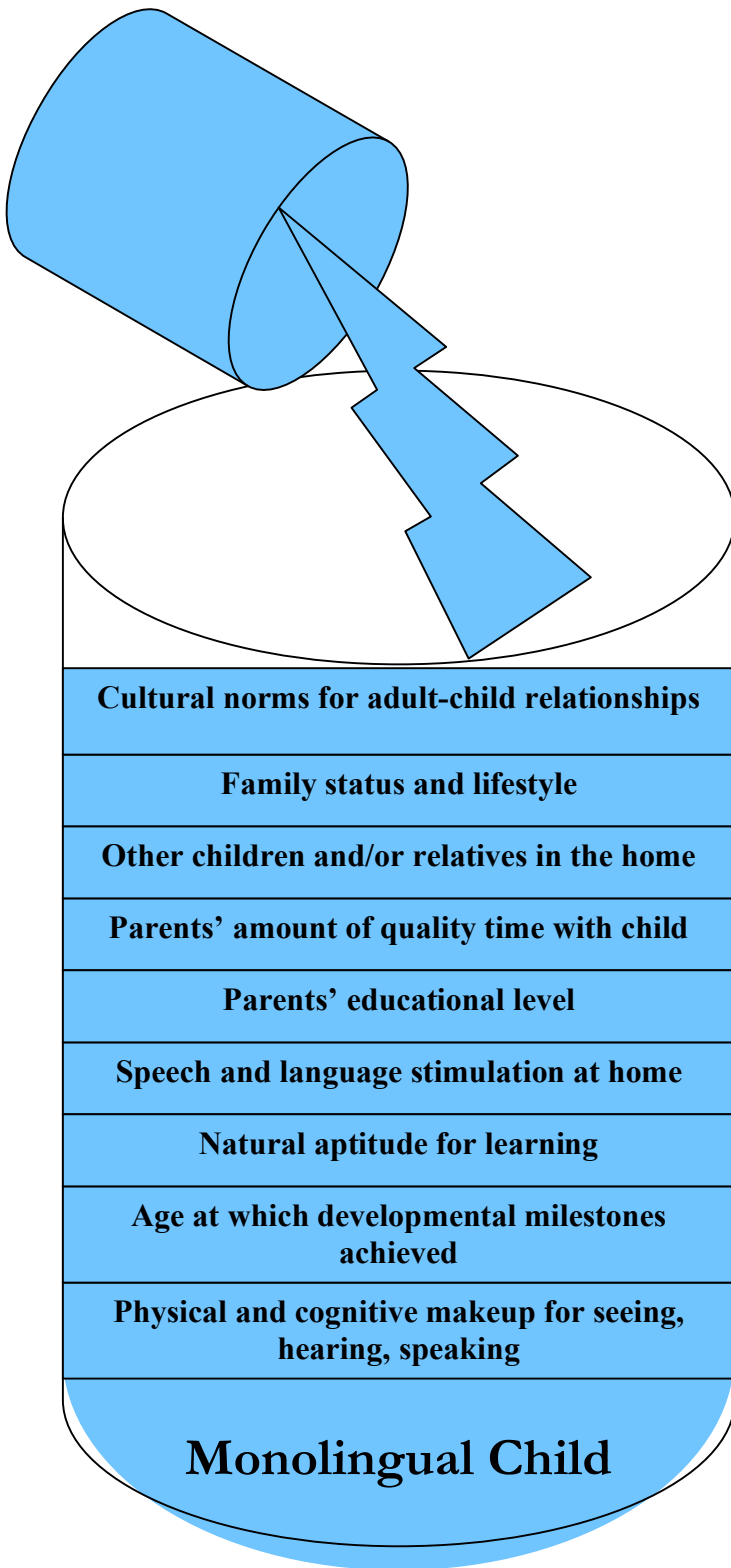 Cultural norms for adult-child relationships
Family status and lifestyle
Other children and/or relatives in the home
Parents’ amount of quality time with child
Parents’ educational level
Speech and language stimulation at home
Natural aptitude for learning
Age at which developmental milestones
achieved
Physical and cognitive makeup for seeing,
hearing, speaking
Monolingual Child